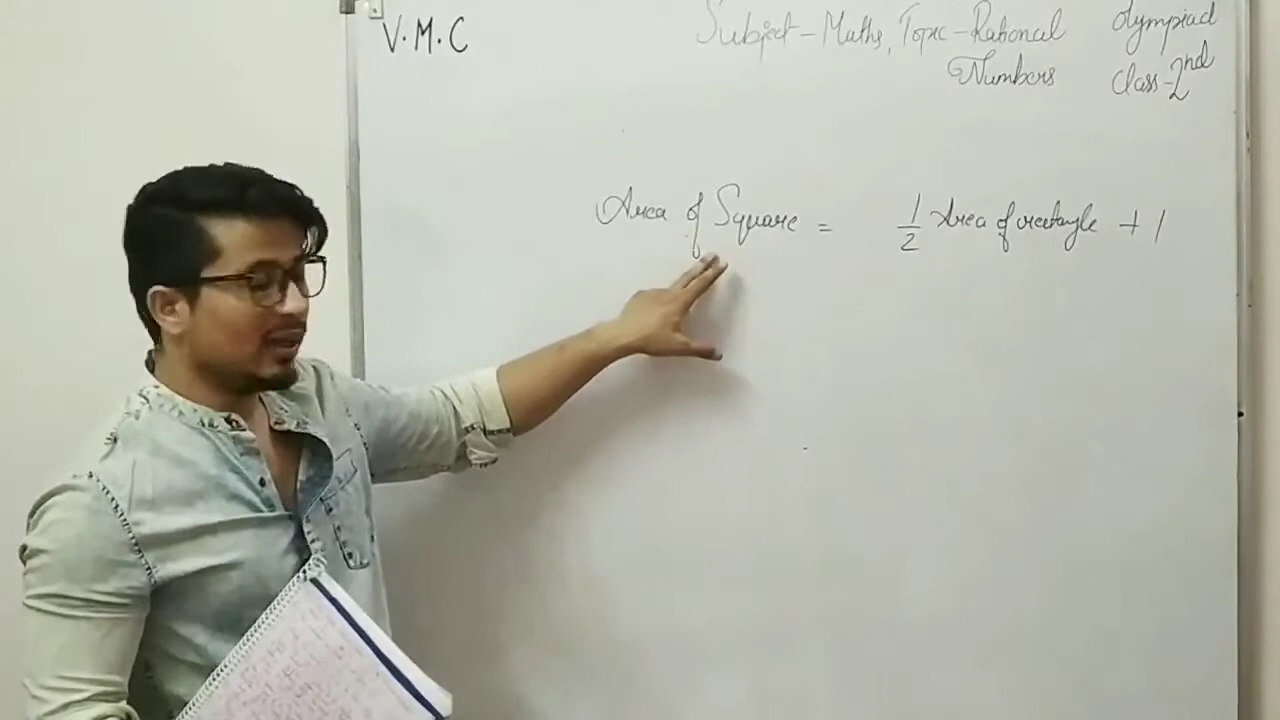 V.M.C
Subject-Maths, Topic-Rational
Numbers
Olympiad
Class-2nd
Area of Square = 1/2 Area of rectangle + 1